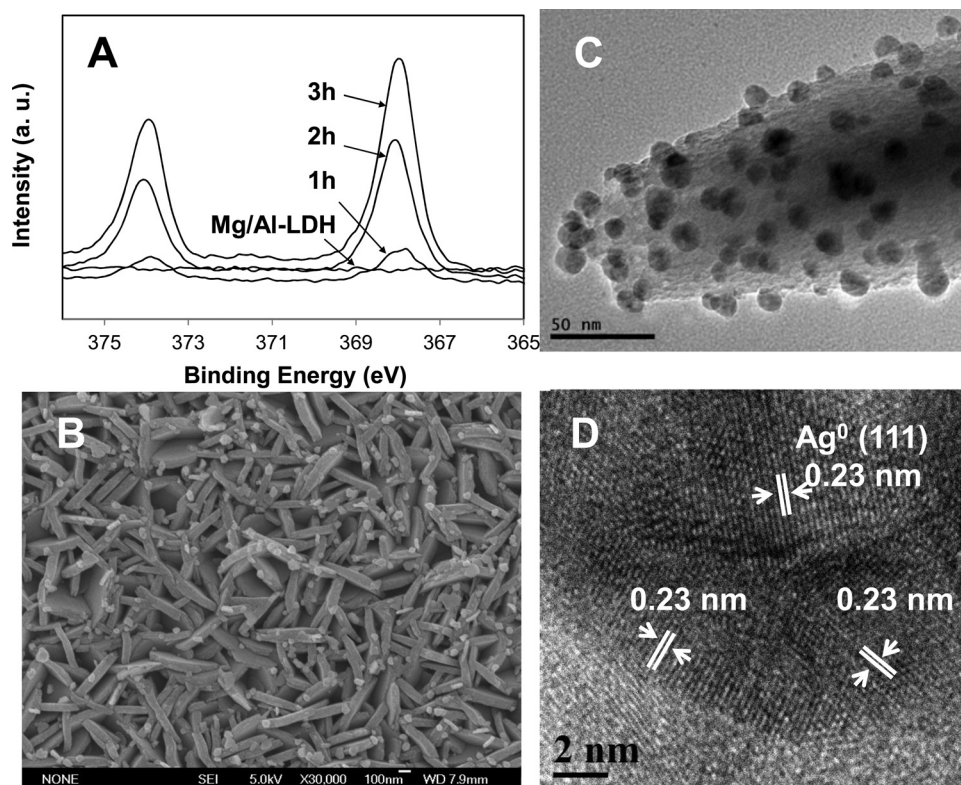 A
Intensity (a. u.)
3h
2h
1h
Mg/Al-LDH
375 373 371 369 367 365
Binding Energy (eV)
C
50 nm
B
NONE SEI 5.0kV X30,000 100nm WD 7.9mm
D
Ag⁰ (111)
0.23 nm
0.23 nm 0.23 nm
2 nm